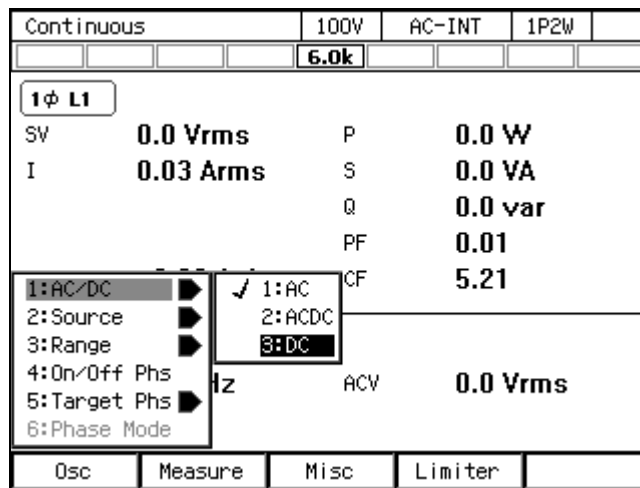 Continuous 100V AC-INT 1P2W
6.0k
1ϕ L1
SV 0.0 Vrms P 0.0 W
I 0.03 Arms S 0.0 VA
Q 0.0 var
PF 0.01
CF 5.21
1:AC/DC
2:Source
3:Range
4:On/Off Phs
5:Target Phs
6:Phase Mode
✓ 1:AC
2:ACDC
3:DC
Hz ACV 0.0 Vrms
Osc Measure Misc Limiter